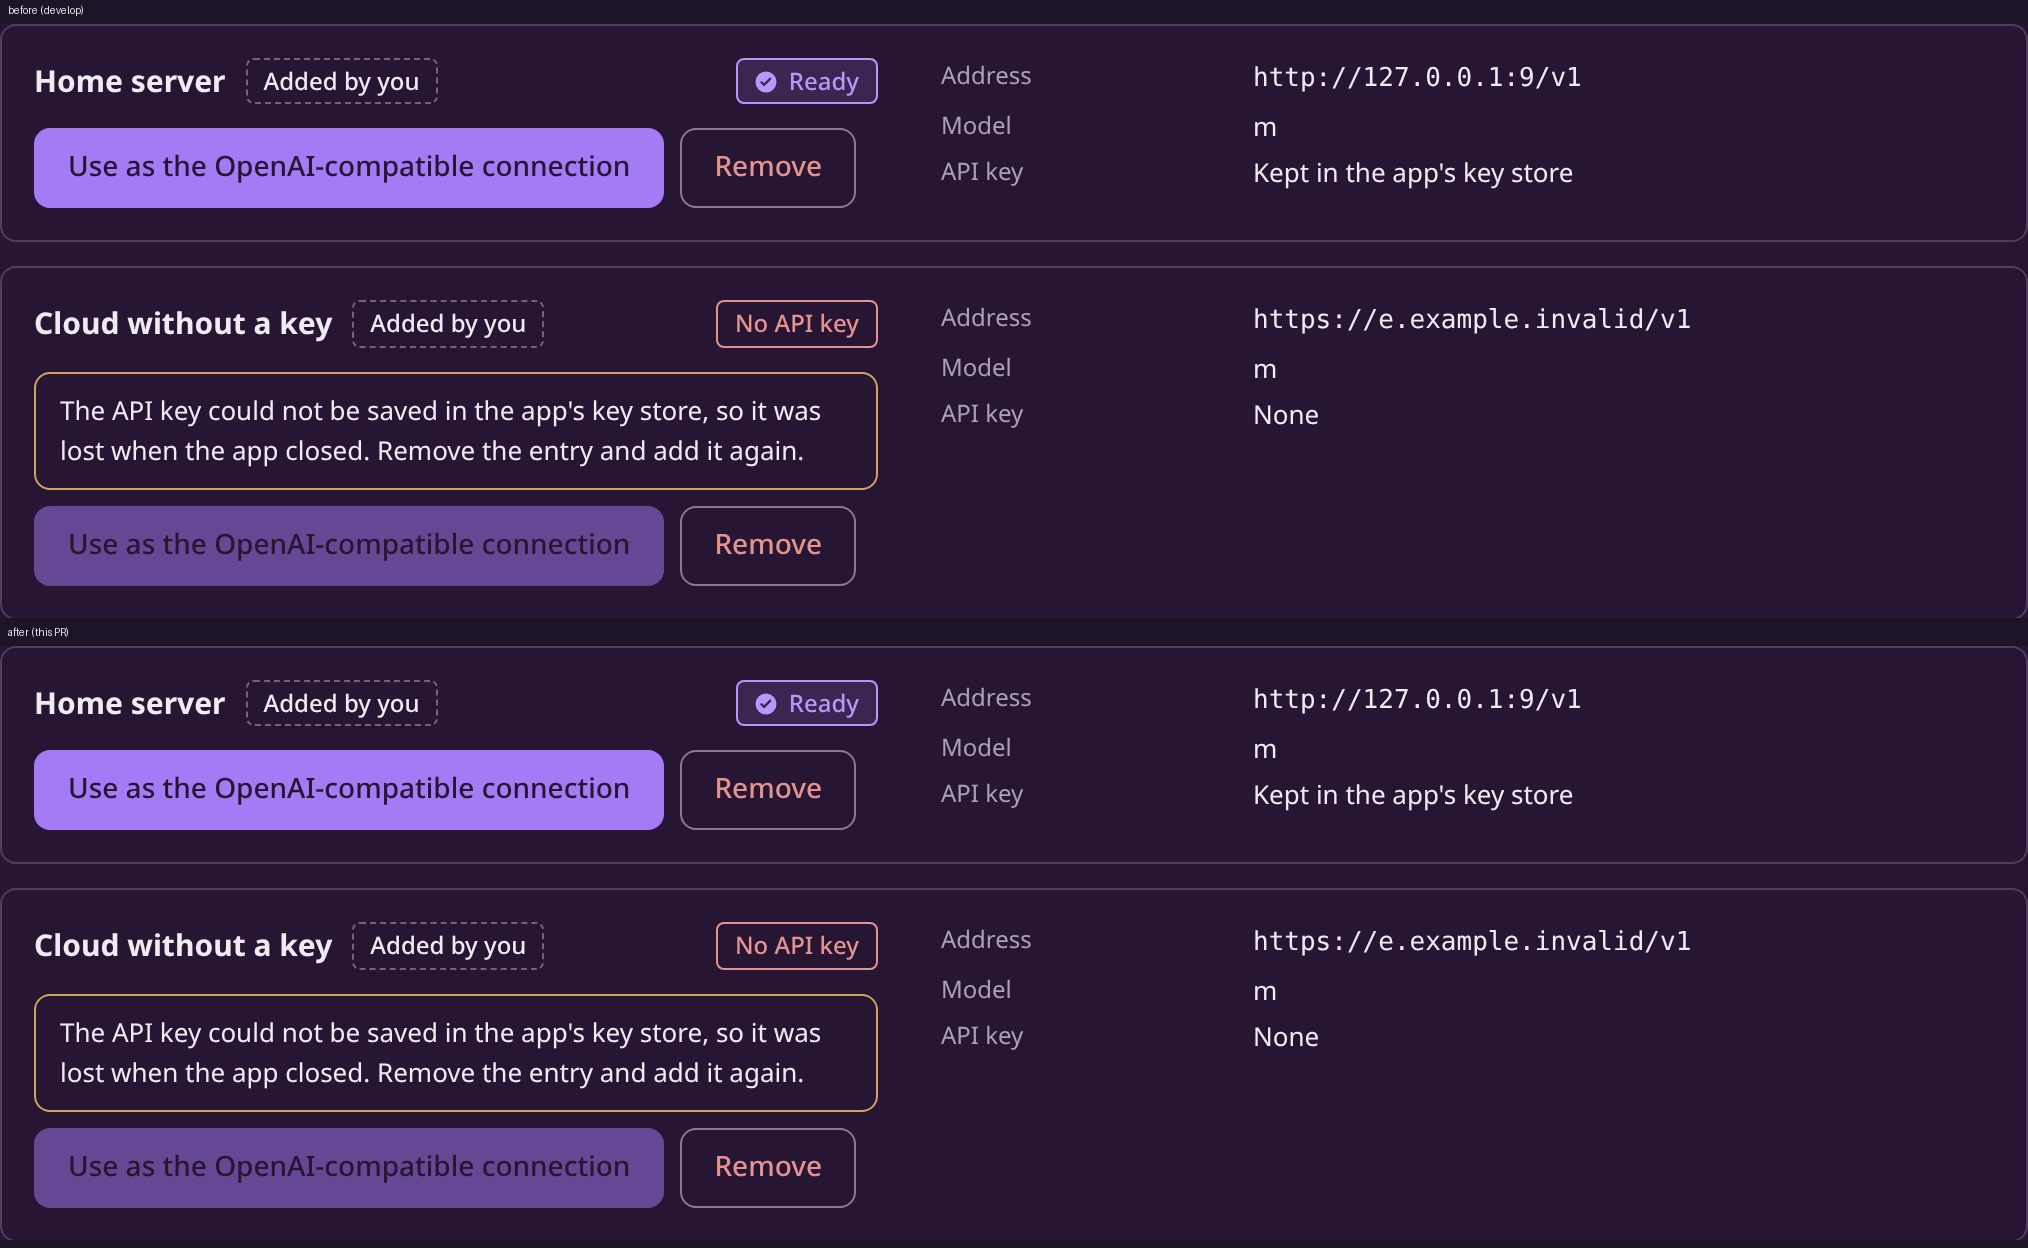 before (develop)
Home server
Added by you
Ready
Use as the OpenAI-compatible connection
Remove
Address
http://127.0.0.1:9/v1
Model
m
API key
Kept in the app's key store
Cloud without a key
Added by you
No API key
The API key could not be saved in the app's key store, so it was
lost when the app closed. Remove the entry and add it again.
Use as the OpenAI-compatible connection
Remove
Address
https://e.example.invalid/v1
Model
m
API key
None
after (this PR)
Home server
Added by you
Ready
Use as the OpenAI-compatible connection
Remove
Address
http://127.0.0.1:9/v1
Model
m
API key
Kept in the app's key store
Cloud without a key
Added by you
No API key
The API key could not be saved in the app's key store, so it was
lost when the app closed. Remove the entry and add it again.
Use as the OpenAI-compatible connection
Remove
Address
https://e.example.invalid/v1
Model
m
API key
None